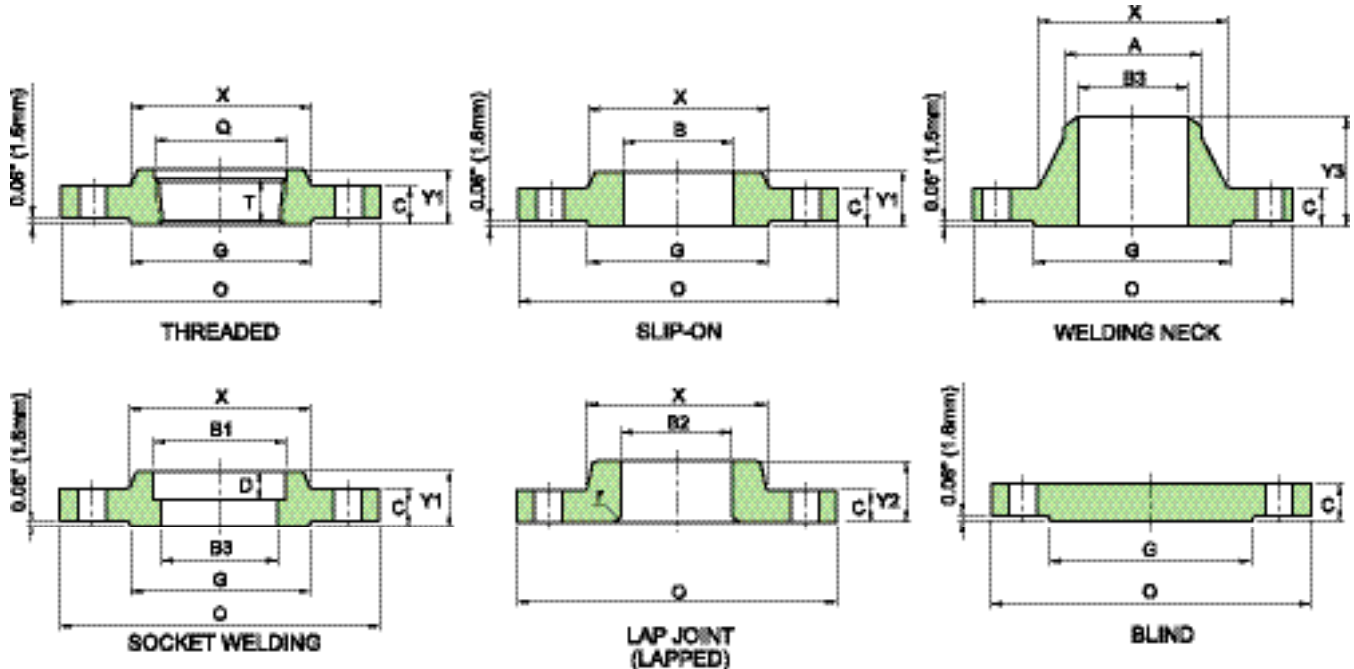 X
Q
T
C
Y1
0.06" (1.6mm)
G
O
THREADED
X
B
C
Y1
0.06" (1.6mm)
G
O
SLIP-ON
X
A
B3
Y3
C
0.06" (1.6mm)
G
O
WELDING NECK
X
B1
D
C
Y1
0.06" (1.6mm)
B3
G
O
SOCKET WELDING
X
B2
r
C
Y2
O
LAP JOINT
(LAPPED)
0.06" (1.6mm)
C
G
O
BLIND